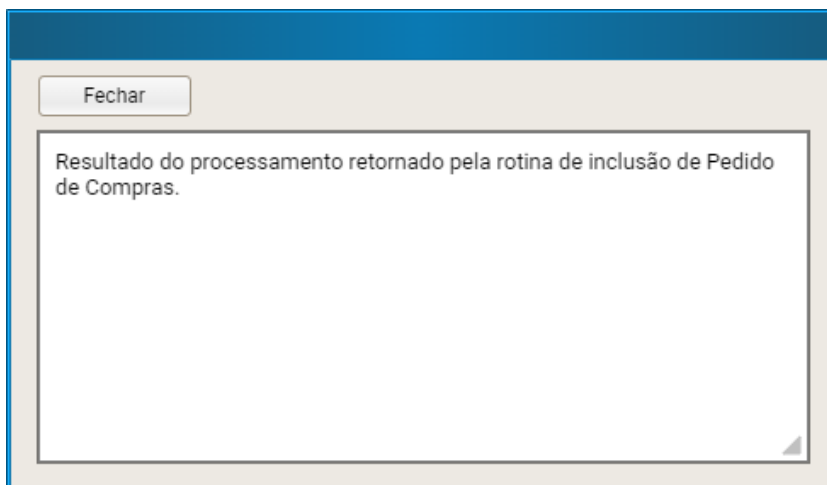 Fechar
Resultado do processamento retornado pela rotina de inclusão de Pedido
de Compras.